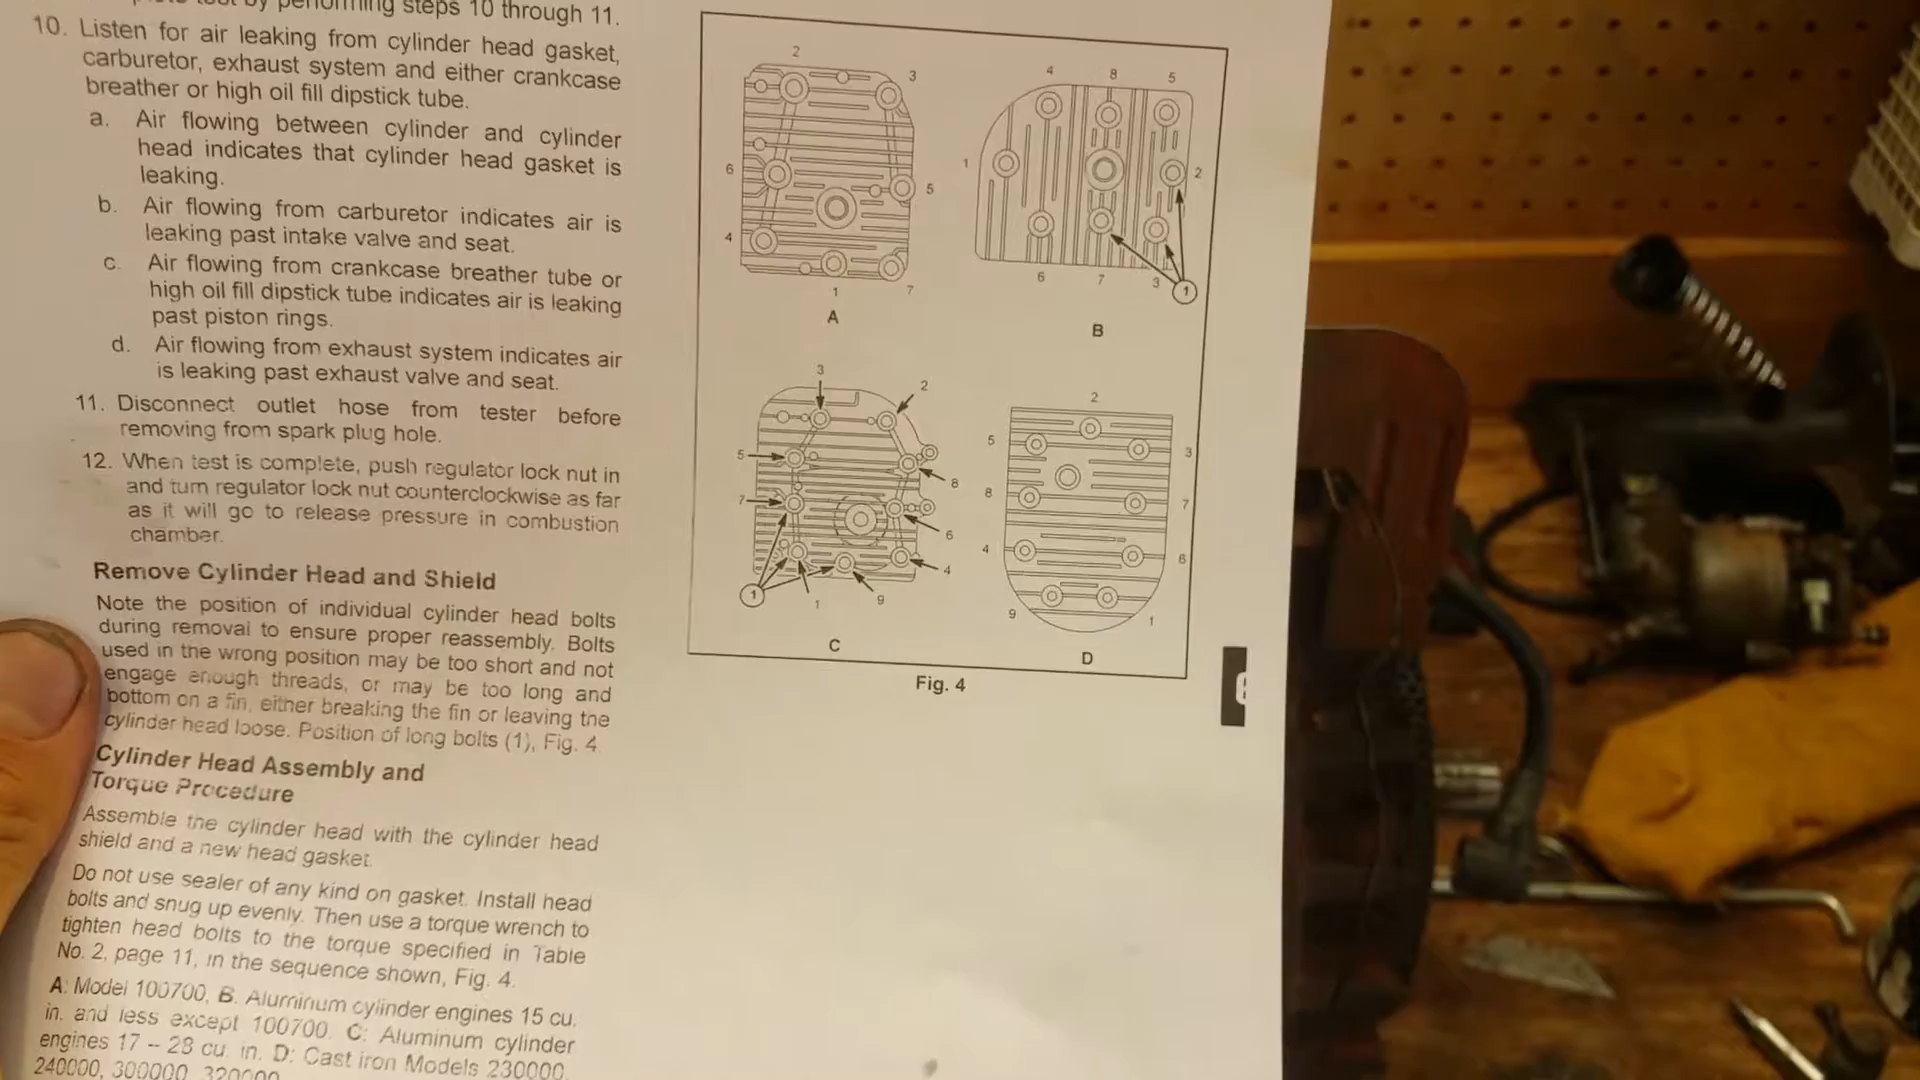 by performing steps 10 through 11.
10. Listen for air leaking from cylinder head gasket,
carburetor, exhaust system and either crankcase
breather or high oil fill dipstick tube.
a. Air flowing between cylinder and cylinder
head indicates that cylinder head gasket is
leaking.
b. Air flowing from carburetor indicates air is
leaking past intake valve and seat.
c. Air flowing from crankcase breather tube or
high oil fill dipstick tube indicates air is leaking
past piston rings.
d. Air flowing from exhaust system indicates air
is leaking past exhaust valve and seat.
11. Disconnect outlet hose from tester before
removing from spark plug hole.
12. When test is complete, push regulator lock nut in
and turn regulator lock nut counterclockwise as far
as it will go to release pressure in combustion
chamber.
Remove Cylinder Head and Shield
Note the position of individual cylinder head bolts
during removal to ensure proper reassembly. Bolts
used in the wrong position may be too short and not
engage enough threads, or may be too long and
bottom on a fin, either breaking the fin or leaving the
cylinder head loose. Position of long bolts (1), Fig. 4.
Cylinder Head Assembly and
Torque Procedure
Assemble the cylinder head with the cylinder head
shield and a new head gasket.
Do not use sealer of any kind on gasket. Install head
bolts and snug up evenly. Then use a torque wrench to
tighten head bolts to the torque specified in Table
No. 2, page 11, in the sequence shown, Fig. 4.
A: Model 100700, B. Aluminum cylinder engines 15 cu.
in. and less except 100700. C: Aluminum cylinder
engines 17 – 28 cu. in. D: Cast iron Models 230000,
240000, 300000, 320000
2
3
6
5
4
1
7
A
4
8
5
1
2
6
7
3
1
B
3
2
5
8
7
6
4
1
1
9
C
2
5
3
8
7
4
6
9
1
D
Fig. 4